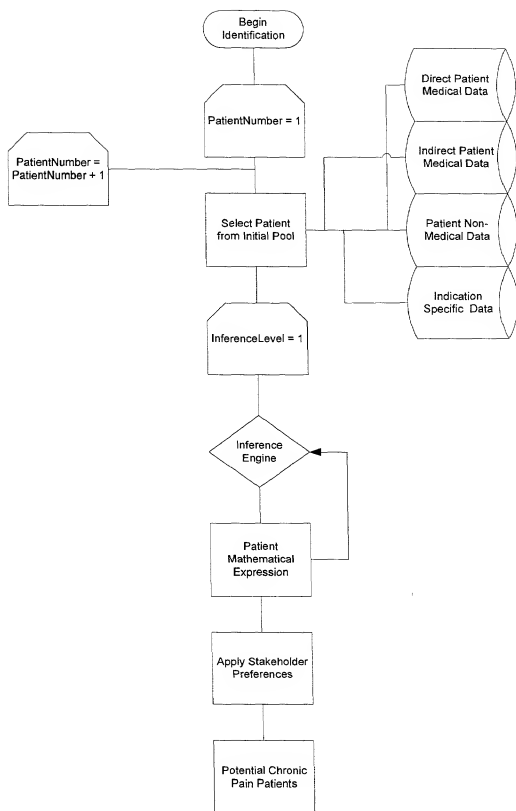 Begin
Identification
PatientNumber = 1
Direct Patient
Medical Data
Indirect Patient
Medical Data
PatientNumber =
PatientNumber + 1
Select Patient
from Initial Pool
Patient Non-
Medical Data
Indication
Specific Data
InferenceLevel = 1
Inference
Engine
Patient
Mathematical
Expression
Apply Stakeholder
Preferences
Potential Chronic
Pain Patients